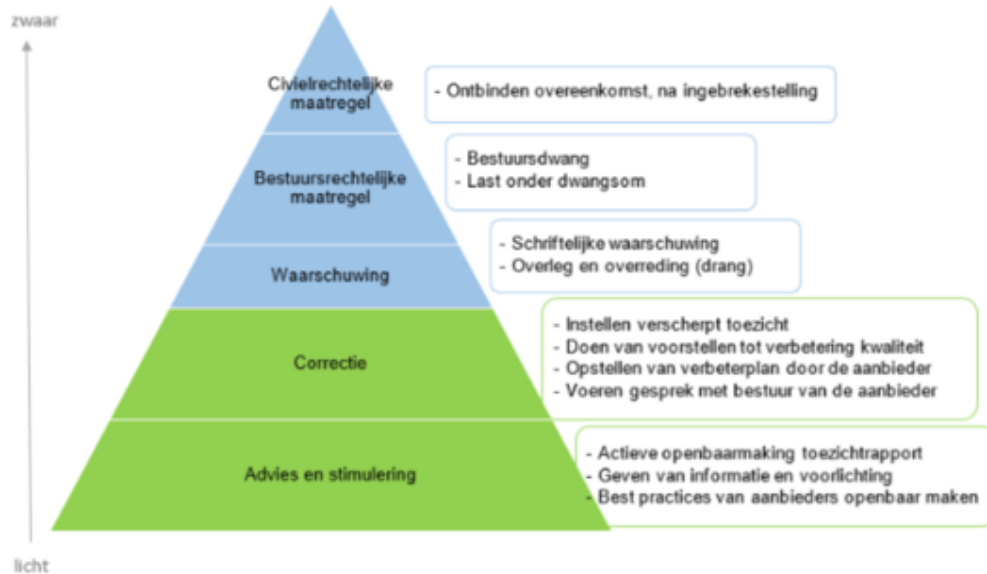 zwaar
Civielrechtelijke
maatregel
- Ontbinden overeenkomst, na ingebrekestelling
Bestuursrechtelijke
maatregel
- Bestuursdwang
- Last onder dwangsom
Waarschuwing
- Schriftelijke waarschuwing
- Overleg en overreding (drang)
Correctie
- Instellen verscherpt toezicht
- Doen van voorstellen tot verbetering kwaliteit
- Opstellen van verbeterplan door de aanbieder
- Voeren gesprek met bestuur van de aanbieder
Advies en stimulering
- Actieve openbaarmaking toezichtrapport
- Geven van informatie en voorlichting
- Best practices van aanbieders openbaar maken
licht